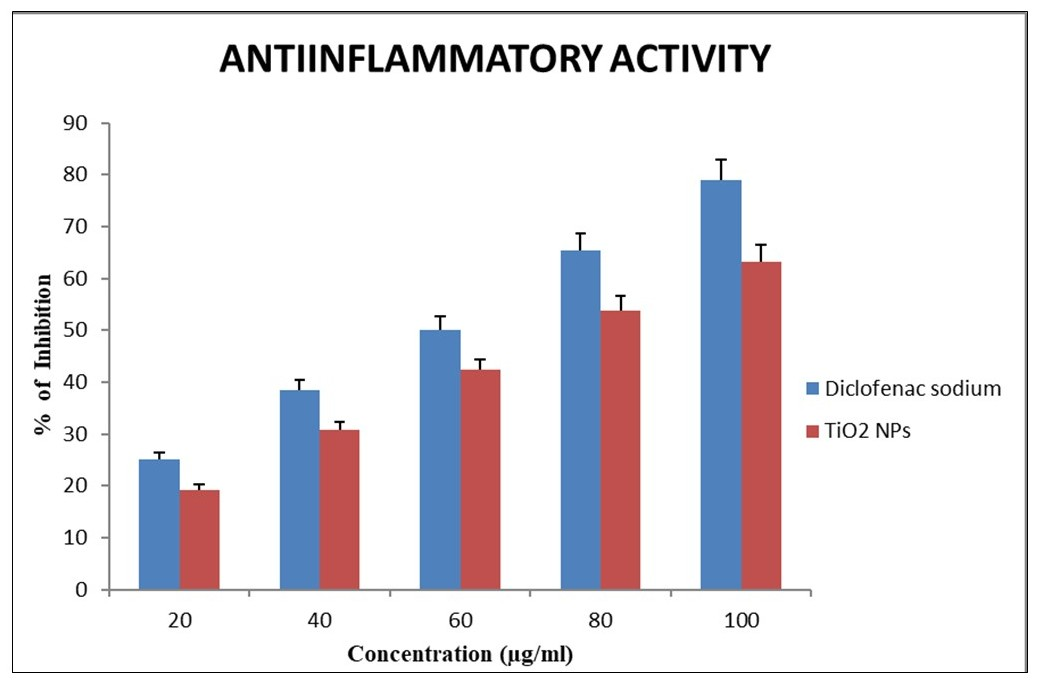 ANTIINFLAMMATORY ACTIVITY
90
80
70
60
50
40
30
20
10
0
% of Inhibition
20 40 60 80 100
Concentration (µg/ml)
Diclofenac sodium
TiO2 NPs